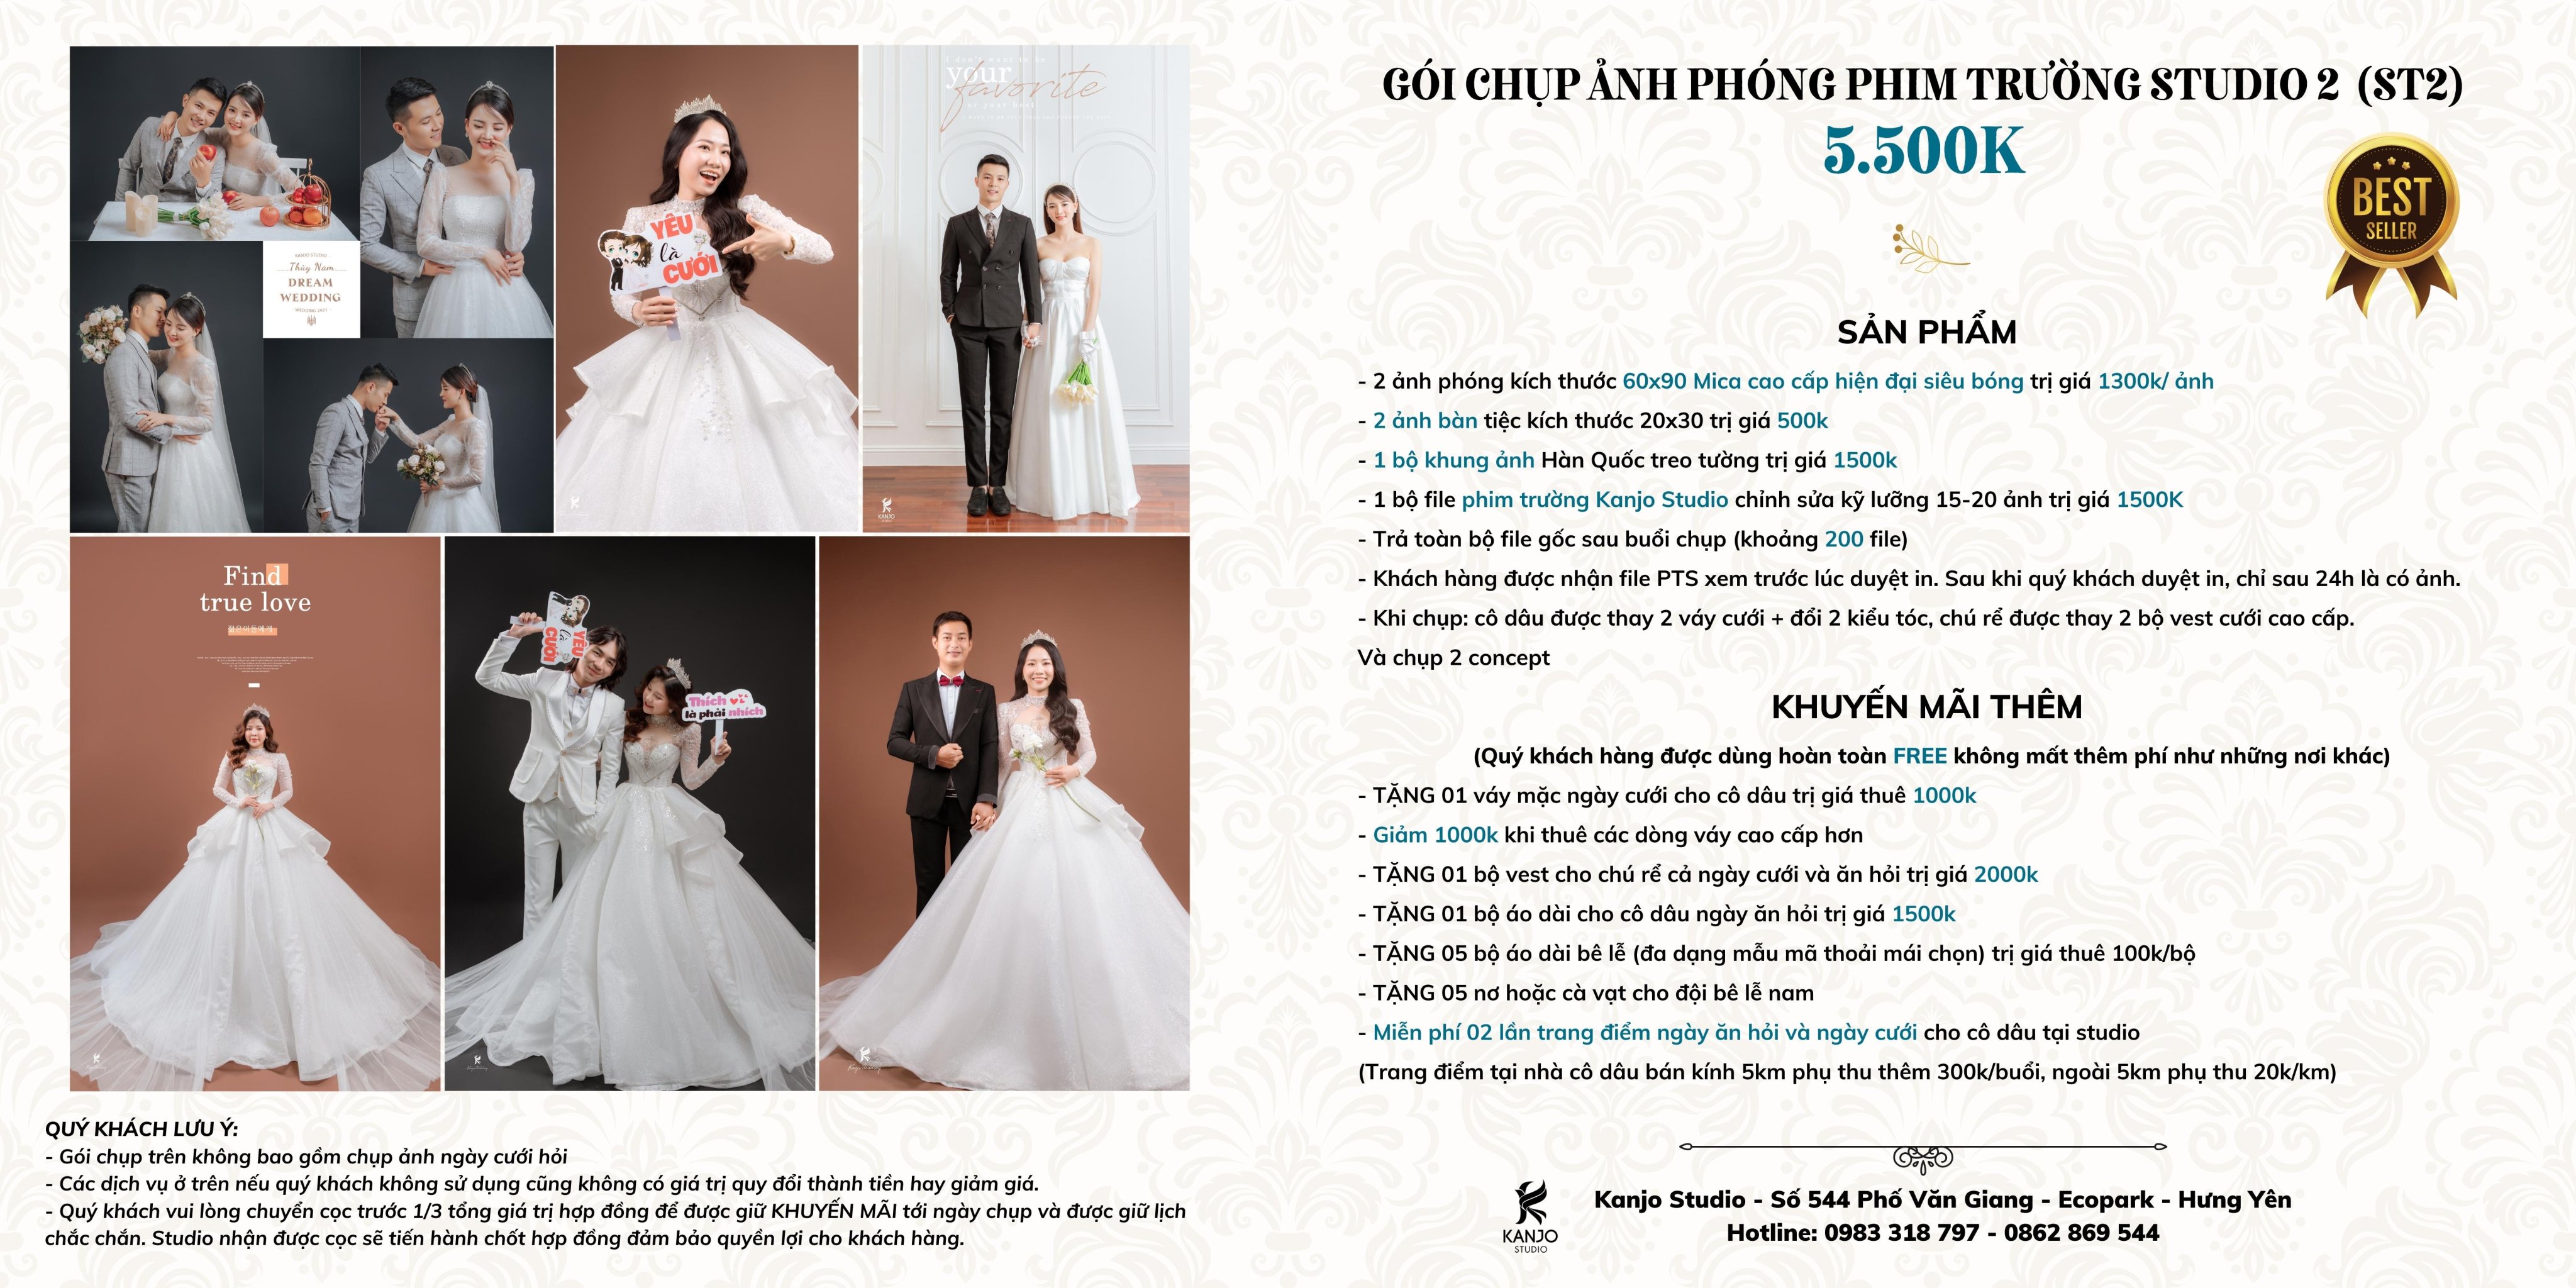 KANJO STUDIO
Thùy Nam
DREAM
WEDDING
WEDDING 2021
YÊU
là
CƯỚI
I don't want to be
your
favorite
or your best
KANJO
Find
true love
젊은이들에게
YÊU
là
CƯỚI
Thích
là phải nhích
QUÝ KHÁCH LƯU Ý:
- Gói chụp trên không bao gồm chụp ảnh ngày cưới hỏi
- Các dịch vụ ở trên nếu quý khách không sử dụng cũng không có giá trị quy đổi thành tiền hay giảm giá.
- Quý khách vui lòng chuyển cọc trước 1/3 tổng giá trị hợp đồng để được giữ KHUYẾN MÃI tới ngày chụp và được giữ lịch
chắc chắn. Studio nhận được cọc sẽ tiến hành chốt hợp đồng đảm bảo quyền lợi cho khách hàng.
GÓI CHỤP ẢNH PHÓNG PHIM TRƯỜNG STUDIO 2 (ST2)
5.500K
BEST
SELLER
SẢN PHẨM
- 2 ảnh phóng kích thước 60x90 Mica cao cấp hiện đại siêu bóng trị giá 1300k/ ảnh
- 2 ảnh bàn tiệc kích thước 20x30 trị giá 500k
- 1 bộ khung ảnh Hàn Quốc treo tường trị giá 1500k
- 1 bộ file phim trường Kanjo Studio chỉnh sửa kỹ lưỡng 15-20 ảnh trị giá 1500K
- Trả toàn bộ file gốc sau buổi chụp (khoảng 200 file)
- Khách hàng được nhận file PTS xem trước lúc duyệt in. Sau khi quý khách duyệt in, chỉ sau 24h là có ảnh.
- Khi chụp: cô dâu được thay 2 váy cưới + đổi 2 kiểu tóc, chú rể được thay 2 bộ vest cưới cao cấp.
Và chụp 2 concept
KHUYẾN MÃI THÊM
(Quý khách hàng được dùng hoàn toàn FREE không mất thêm phí như những nơi khác)
- TẶNG 01 váy mặc ngày cưới cho cô dâu trị giá thuê 1000k
- Giảm 1000k khi thuê các dòng váy cao cấp hơn
- TẶNG 01 bộ vest cho chú rể cả ngày cưới và ăn hỏi trị giá 2000k
- TẶNG 01 bộ áo dài cho cô dâu ngày ăn hỏi trị giá 1500k
- TẶNG 05 bộ áo dài bê lễ (đa dạng mẫu mã thoải mái chọn) trị giá thuê 100k/bộ
- TẶNG 05 nơ hoặc cà vạt cho đội bê lễ nam
- Miễn phí 02 lần trang điểm ngày ăn hỏi và ngày cưới cho cô dâu tại studio
(Trang điểm tại nhà cô dâu bán kính 5km phụ thu thêm 300k/buổi, ngoài 5km phụ thu 20k/km)
KANJO
STUDIO
Kanjo Studio - Số 544 Phố Văn Giang - Ecopark - Hưng Yên
Hotline: 0983 318 797 - 0862 869 544